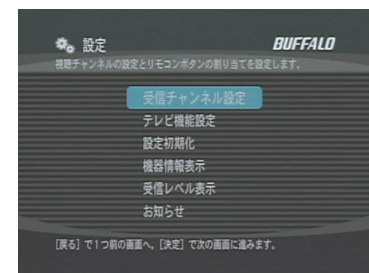 設定
BUFFALO
視聴チャンネルの設定とリモコンボタンの割り当てを設定します。
受信チャンネル設定
テレビ機能設定
設定初期化
機器情報表示
受信レベル表示
お知らせ
[戻る] で1つ前の画面へ、[決定] で次の画面に進みます。